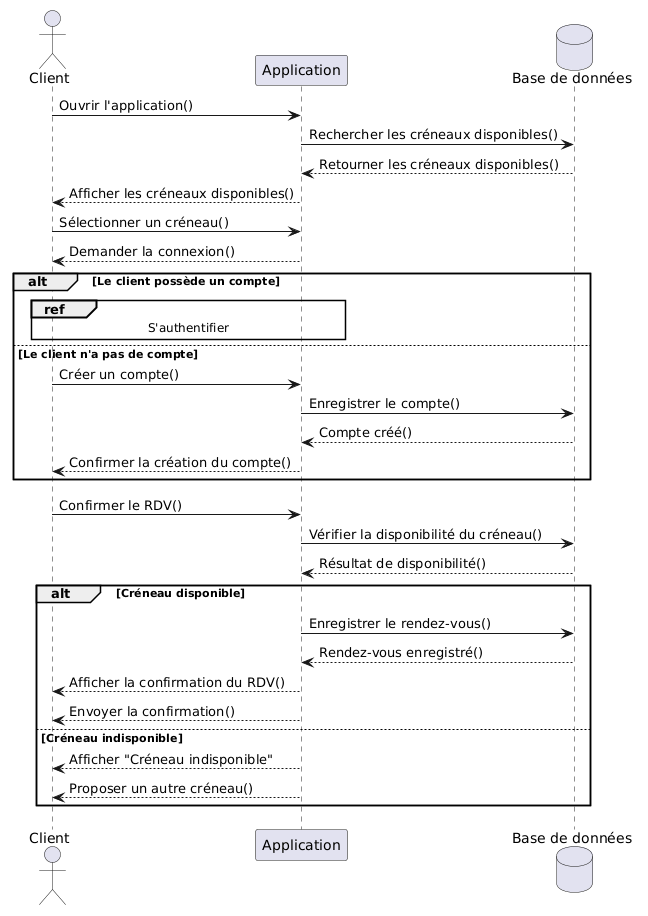 Client
Application
Base de données
Ouvrir l'application()
Rechercher les créneaux disponibles()
Retourner les créneaux disponibles()
Afficher les créneaux disponibles()
Sélectionner un créneau()
Demander la connexion()
alt [Le client possède un compte]
ref
S'authentifier
[Le client n'a pas de compte]
Créer un compte()
Enregistrer le compte()
Compte créé()
Confirmer la création du compte()
Confirmer le RDV()
Vérifier la disponibilité du créneau()
Résultat de disponibilité()
alt [Créneau disponible]
Enregistrer le rendez-vous()
Rendez-vous enregistré()
Afficher la confirmation du RDV()
Envoyer la confirmation()
[Créneau indisponible]
Afficher "Créneau indisponible"
Proposer un autre créneau()
Client
Application
Base de données